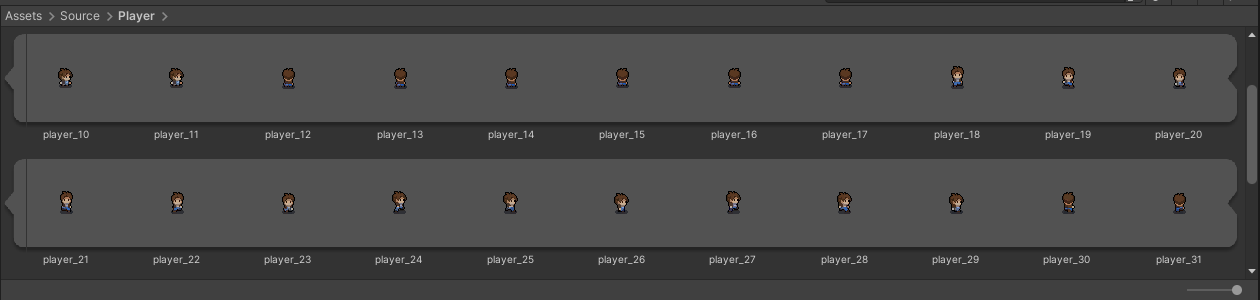 Assets > Source > Player >
player_10 player_11 player_12 player_13 player_14 player_15 player_16 player_17 player_18 player_19 player_20
player_21 player_22 player_23 player_24 player_25 player_26 player_27 player_28 player_29 player_30 player_31